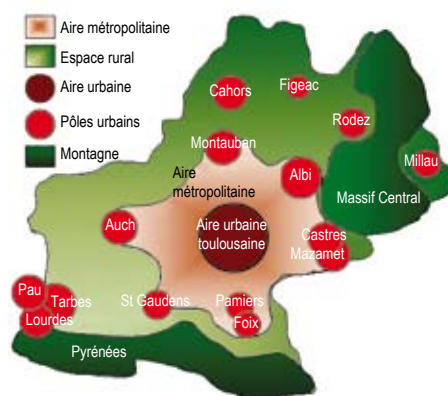 Aire métropolitaine
Espace rural
Aire urbaine
Pôles urbains
Montagne
Cahors
Figeac
Rodez
Montauban
Millau
Albi
Aire
métropolitaine
Massif Central
Auch
Aire urbaine
toulousaine
Castres
Mazamet
Pau
Tarbes
Lourdes
St Gaudens
Pamiers
Foix
Pyrénées